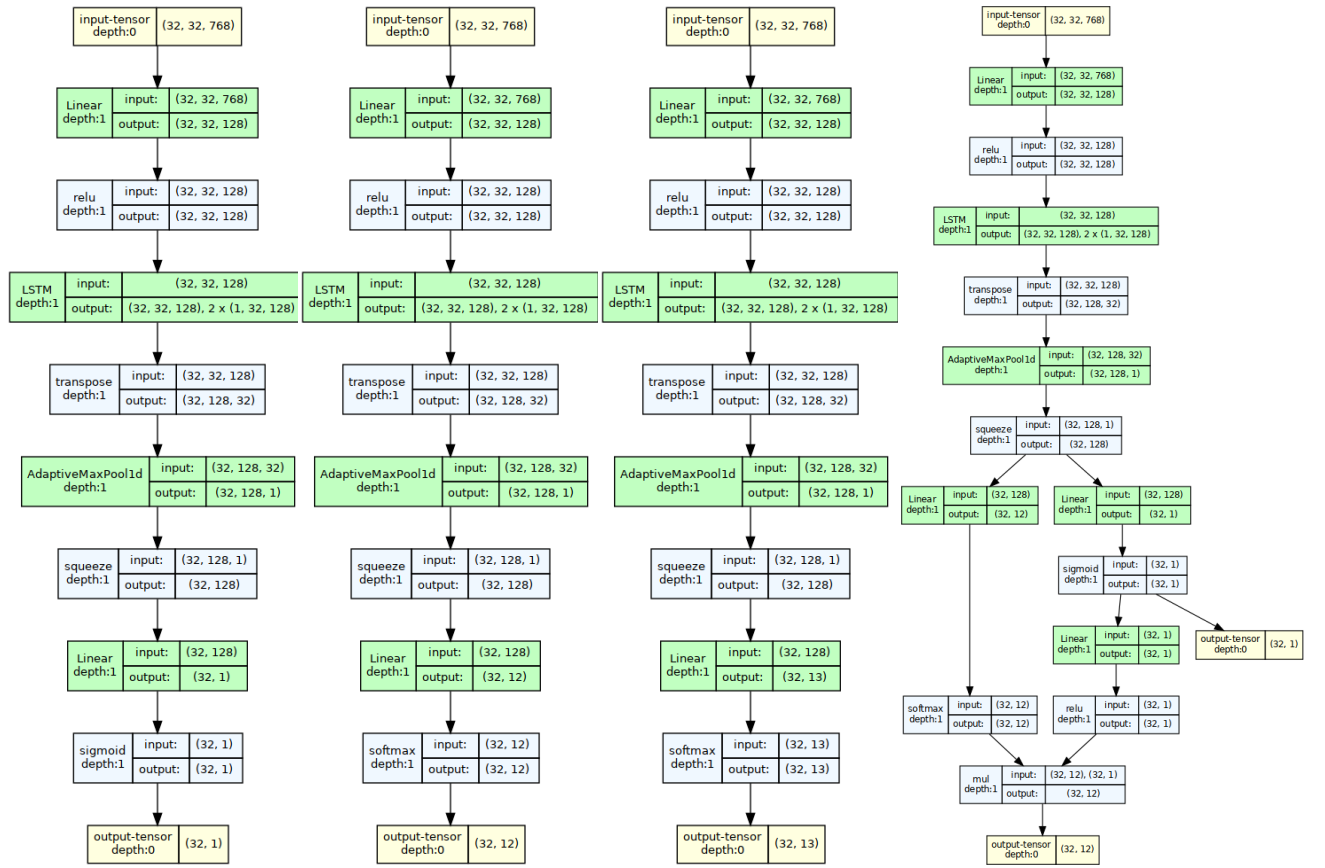 input-tensor
depth:0
(32, 32, 768)
Linear
depth:1
input:
(32, 32, 768)
output:
(32, 32, 128)
relu
depth:1
input:
(32, 32, 128)
output:
(32, 32, 128)
LSTM
depth:1
input:
(32, 32, 128)
output:
(32, 32, 128), 2 x (1, 32, 128)
transpose
depth:1
input:
(32, 32, 128)
output:
(32, 128, 32)
AdaptiveMaxPool1d
depth:1
input:
(32, 128, 32)
output:
(32, 128, 1)
squeeze
depth:1
input:
(32, 128, 1)
output:
(32, 128)
Linear
depth:1
input:
(32, 128)
output:
(32, 1)
sigmoid
depth:1
input:
(32, 1)
output:
(32, 1)
output-tensor
depth:0
(32, 1)
input-tensor
depth:0
(32, 32, 768)
Linear
depth:1
input:
(32, 32, 768)
output:
(32, 32, 128)
relu
depth:1
input:
(32, 32, 128)
output:
(32, 32, 128)
LSTM
depth:1
input:
(32, 32, 128)
output:
(32, 32, 128), 2 x (1, 32, 128)
transpose
depth:1
input:
(32, 32, 128)
output:
(32, 128, 32)
AdaptiveMaxPool1d
depth:1
input:
(32, 128, 32)
output:
(32, 128, 1)
squeeze
depth:1
input:
(32, 128, 1)
output:
(32, 128)
Linear
depth:1
input:
(32, 128)
output:
(32, 12)
softmax
depth:1
input:
(32, 12)
output:
(32, 12)
output-tensor
depth:0
(32, 12)
input-tensor
depth:0
(32, 32, 768)
Linear
depth:1
input:
(32, 32, 768)
output:
(32, 32, 128)
relu
depth:1
input:
(32, 32, 128)
output:
(32, 32, 128)
LSTM
depth:1
input:
(32, 32, 128)
output:
(32, 32, 128), 2 x (1, 32, 128)
transpose
depth:1
input:
(32, 32, 128)
output:
(32, 128, 32)
AdaptiveMaxPool1d
depth:1
input:
(32, 128, 32)
output:
(32, 128, 1)
squeeze
depth:1
input:
(32, 128, 1)
output:
(32, 128)
Linear
depth:1
input:
(32, 128)
output:
(32, 13)
softmax
depth:1
input:
(32, 13)
output:
(32, 13)
output-tensor
depth:0
(32, 13)
input-tensor
depth:0
(32, 32, 768)
Linear
depth:1
input:
(32, 32, 768)
output:
(32, 32, 128)
relu
depth:1
input:
(32, 32, 128)
output:
(32, 32, 128)
LSTM
depth:1
input:
(32, 32, 128)
output:
(32, 32, 128), 2 x (1, 32, 128)
transpose
depth:1
input:
(32, 32, 128)
output:
(32, 128, 32)
AdaptiveMaxPool1d
depth:1
input:
(32, 128, 32)
output:
(32, 128, 1)
squeeze
depth:1
input:
(32, 128, 1)
output:
(32, 128)
Linear
depth:1
input:
(32, 128)
output:
(32, 12)
Linear
depth:1
input:
(32, 128)
output:
(32, 1)
sigmoid
depth:1
input:
(32, 1)
output:
(32, 1)
Linear
depth:1
input:
(32, 1)
output:
(32, 1)
output-tensor
depth:0
(32, 1)
softmax
depth:1
input:
(32, 12)
output:
(32, 12)
relu
depth:1
input:
(32, 1)
output:
(32, 1)
mul
depth:1
input:
(32, 12), (32, 1)
output:
(32, 12)
output-tensor
depth:0
(32, 12)